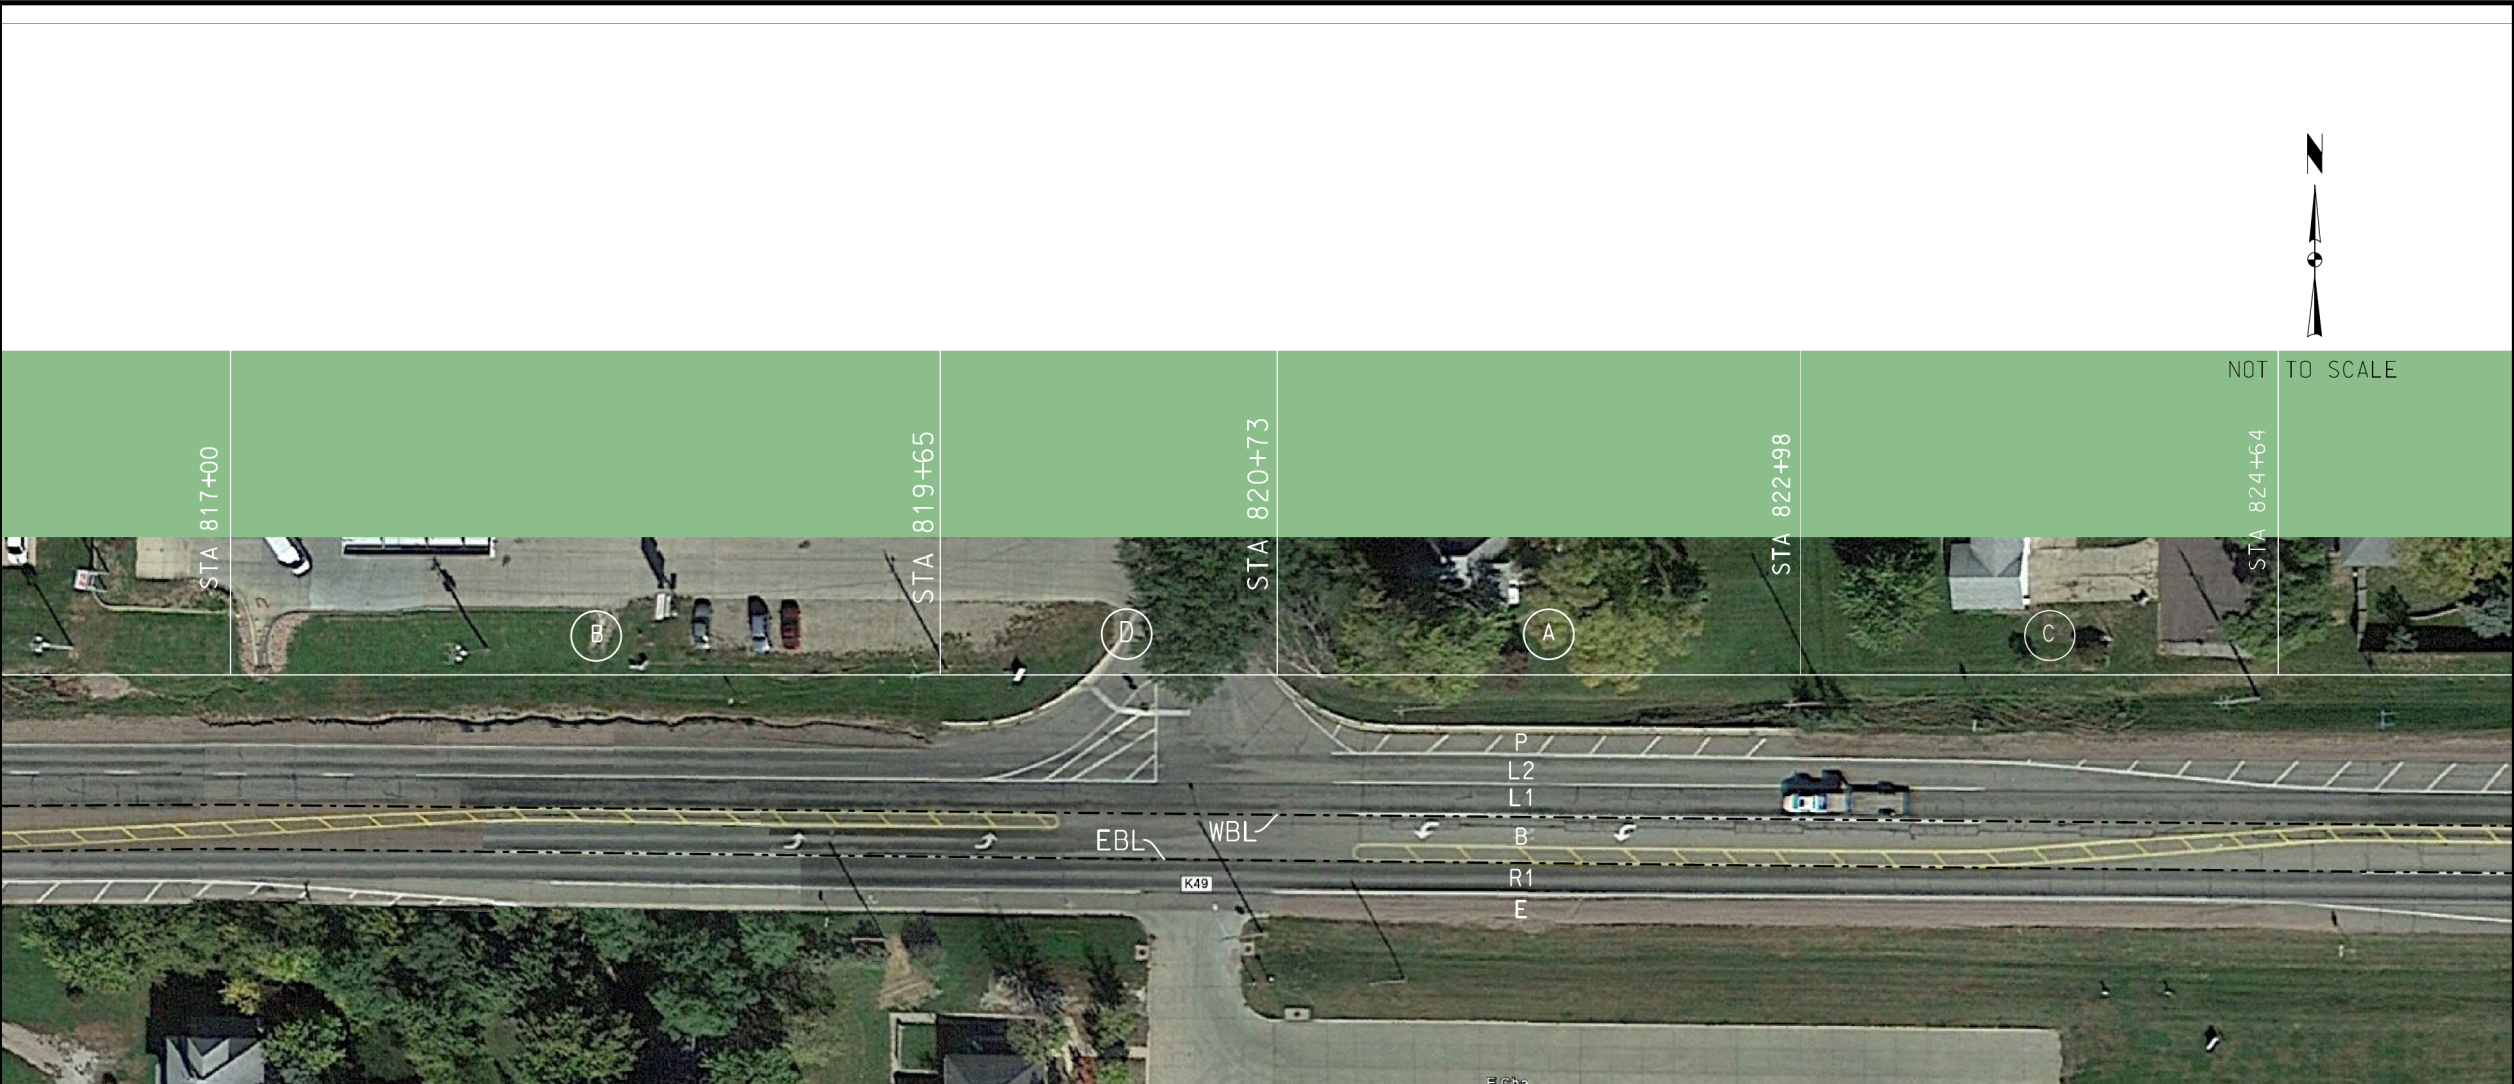 N
NOT TO SCALE
STA 817+00
STA 819+65
STA 820+73
STA 822+98
STA 824+64
B
D
A
C
P
L2
L1
WBL
EBL
B
R1
K49
E